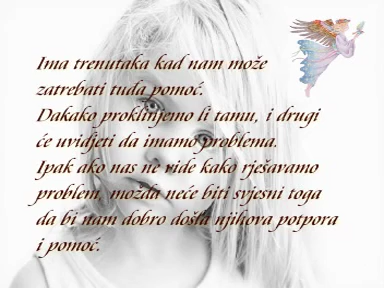 Ima trenutaka kad nam može
zatrebati tuđa pomoć.
Dakako proklinjemo li tamu, i drugi
će uvidjeti da imamo problema.
Ipak ako nas ne vide kako rješavamo
problem, možda neće biti svjesni toga
da bi nam dobro došla njihova potpora
i pomoć.